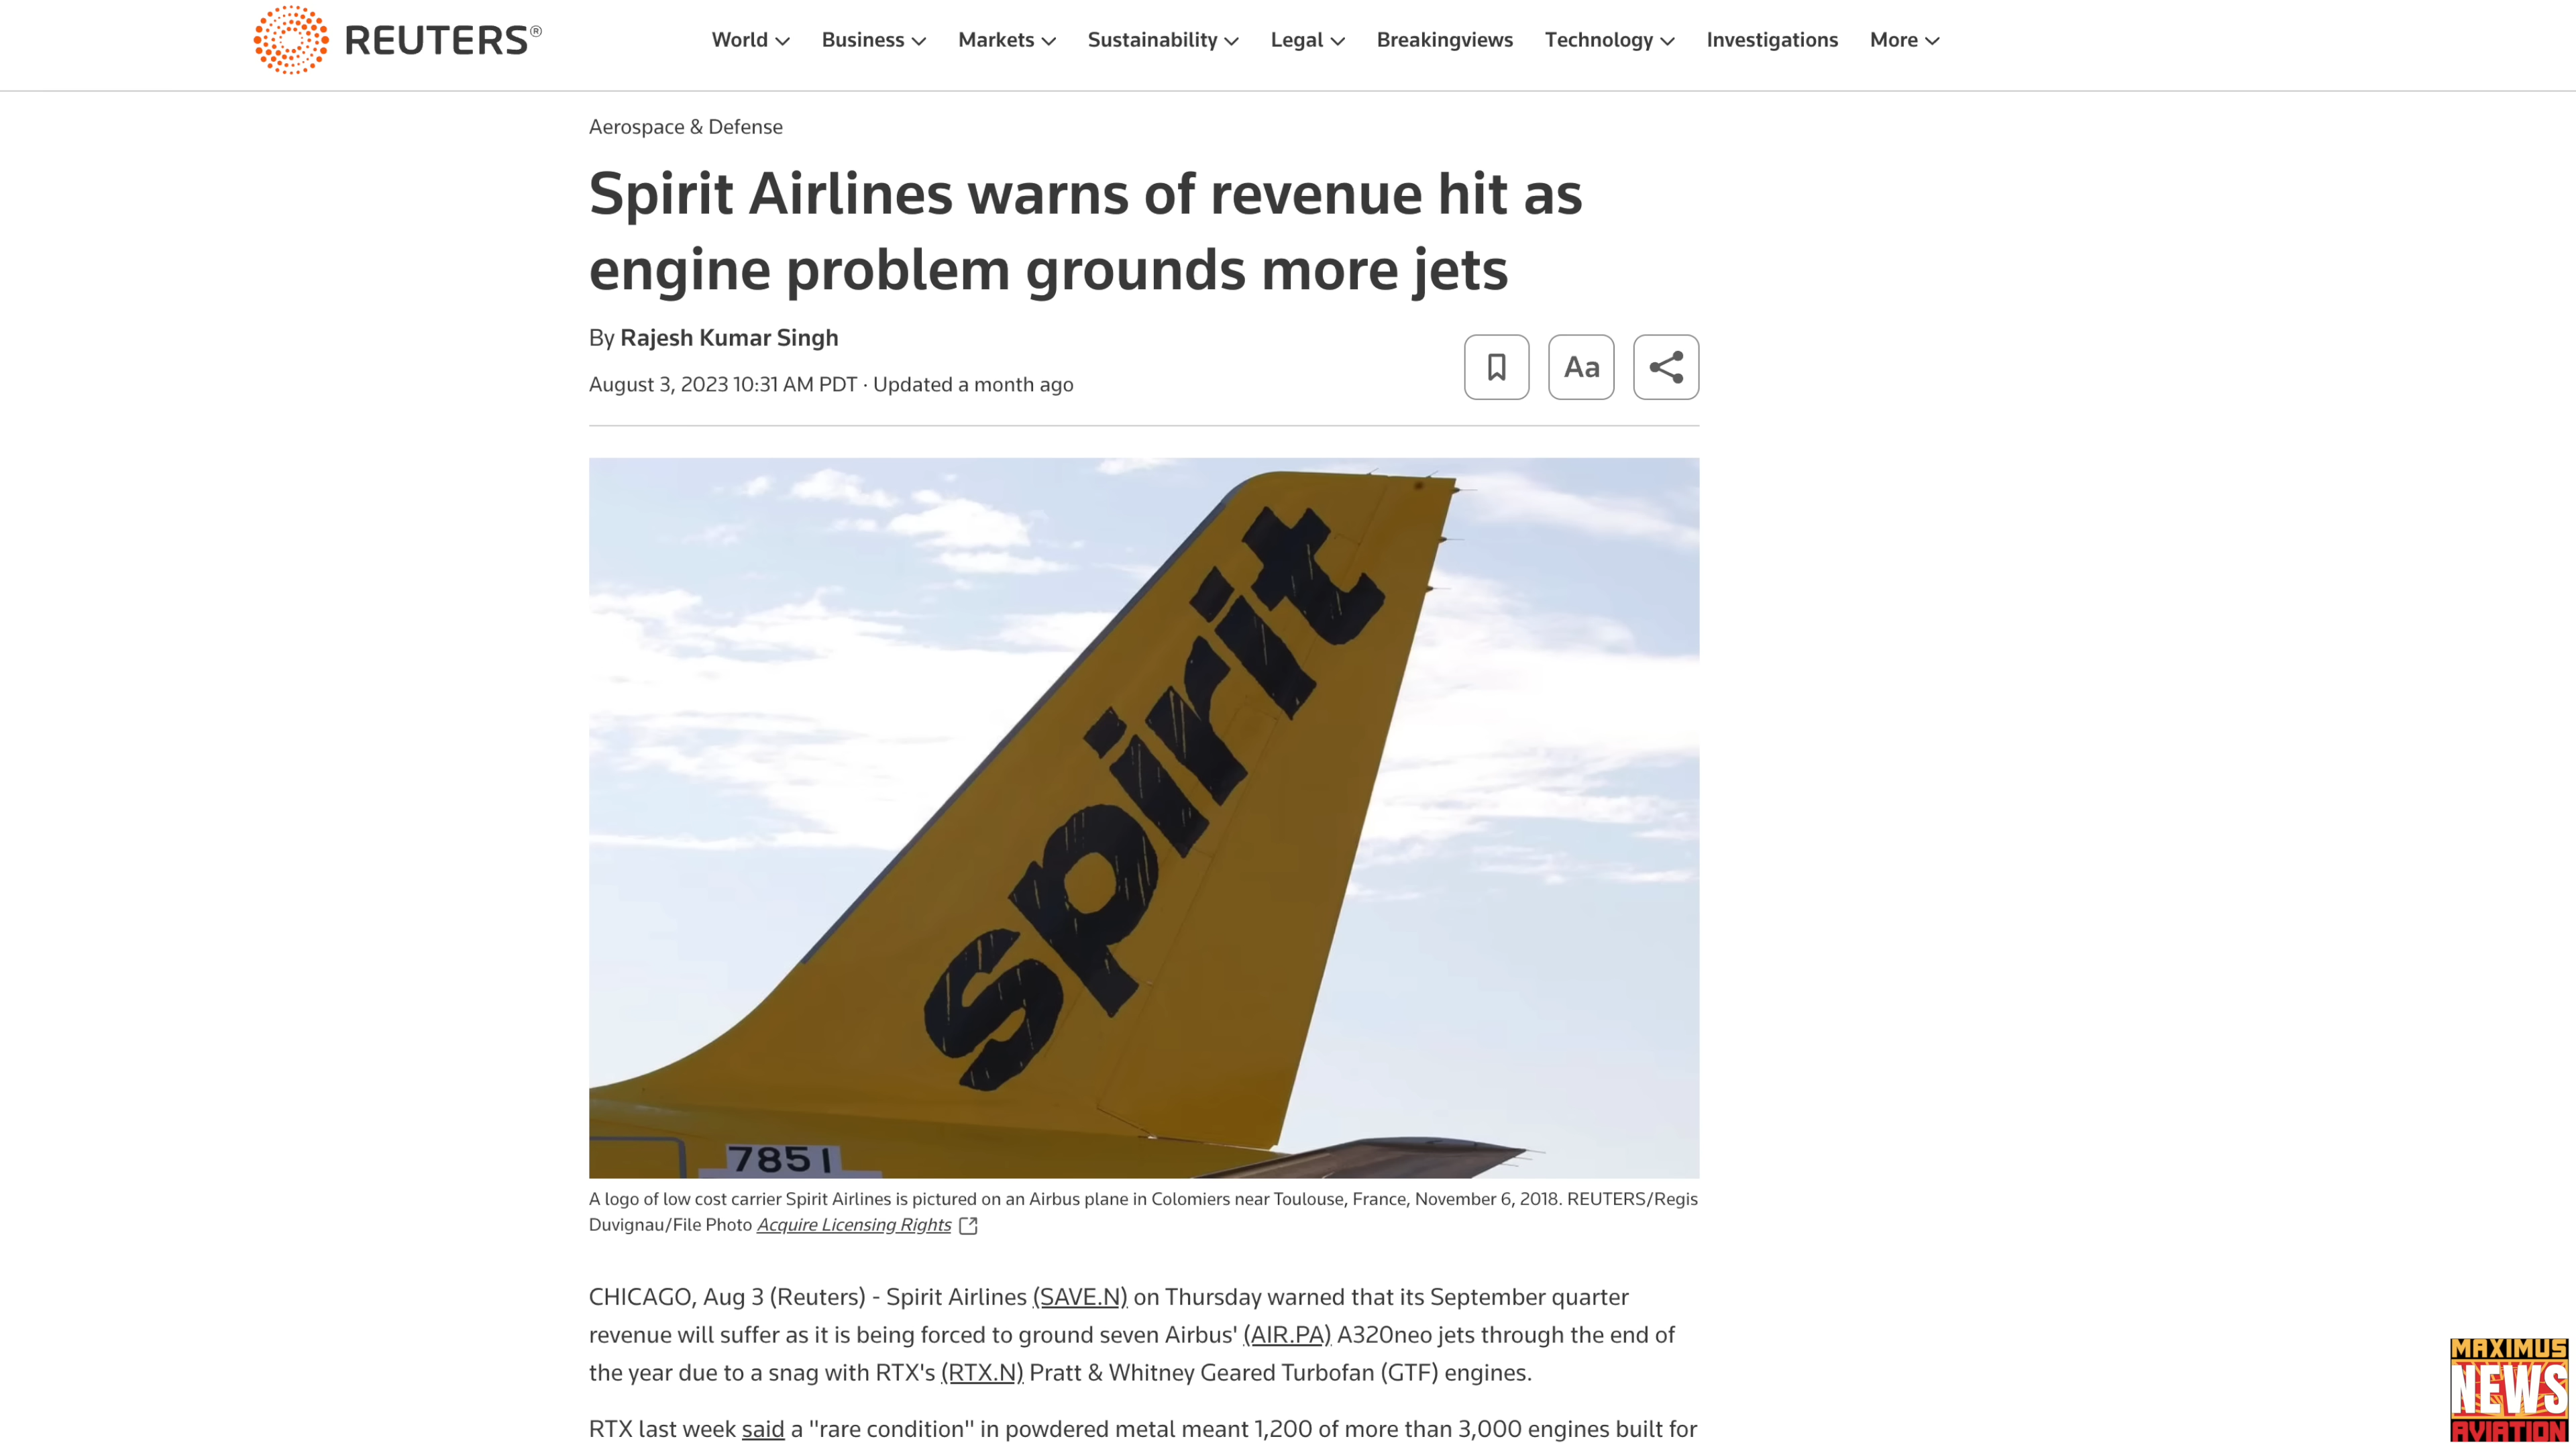 REUTERS®
World Business Markets Sustainability Legal Breakingviews Technology Investigations More
Aerospace & Defense
Spirit Airlines warns of revenue hit as
engine problem grounds more jets
By Rajesh Kumar Singh
August 3, 2023 10:31 AM PDT · Updated a month ago
Aa
spirit
7851
A logo of low cost carrier Spirit Airlines is pictured on an Airbus plane in Colomiers near Toulouse, France, November 6, 2018. REUTERS/Regis
Duvignau/File Photo Acquire Licensing Rights
CHICAGO, Aug 3 (Reuters) - Spirit Airlines (SAVE.N) on Thursday warned that its September quarter
revenue will suffer as it is being forced to ground seven Airbus' (AIR.PA) A320neo jets through the end of
the year due to a snag with RTX's (RTX.N) Pratt & Whitney Geared Turbofan (GTF) engines.
RTX last week said a "rare condition" in powdered metal meant 1,200 of more than 3,000 engines built for
MAXIMUS
NEWS
AVIATION